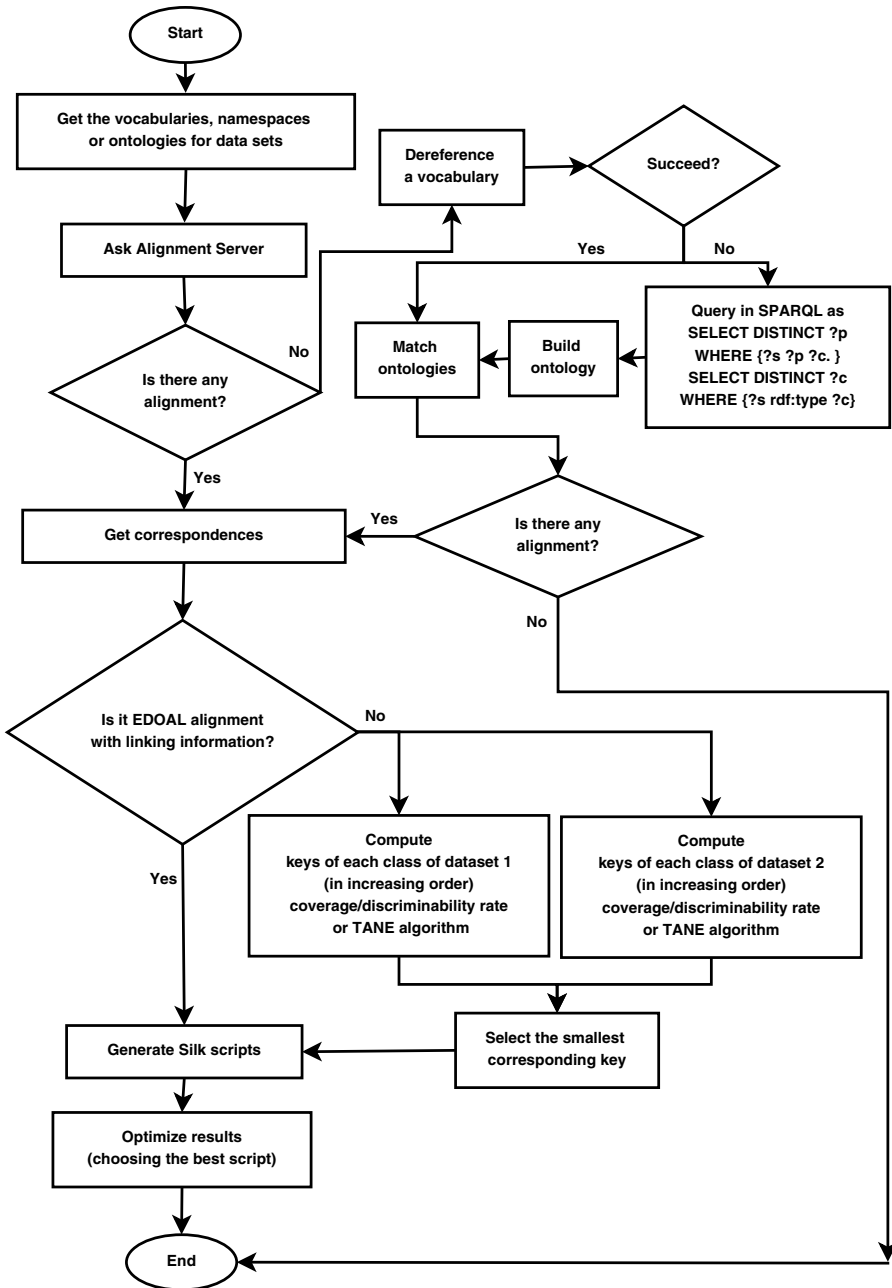 Start
Get the vocabularies, namespaces
or ontologies for data sets
Ask Alignment Server
Is there any
alignment?
No
Yes
Dereference
a vocabulary
Succeed?
Yes
No
Query in SPARQL as
SELECT DISTINCT ?p
WHERE {?s ?p ?c. }
SELECT DISTINCT ?c
WHERE {?s rdf:type ?c}
Build
ontology
Match
ontologies
Is there any
alignment?
Yes
No
Get correspondences
Is it EDOAL alignment
with linking information?
No
Yes
Compute
keys of each class of dataset 1
(in increasing order)
coverage/discriminability rate
or TANE algorithm
Compute
keys of each class of dataset 2
(in increasing order)
coverage/discriminability rate
or TANE algorithm
Select the smallest
corresponding key
Generate Silk scripts
Optimize results
(choosing the best script)
End